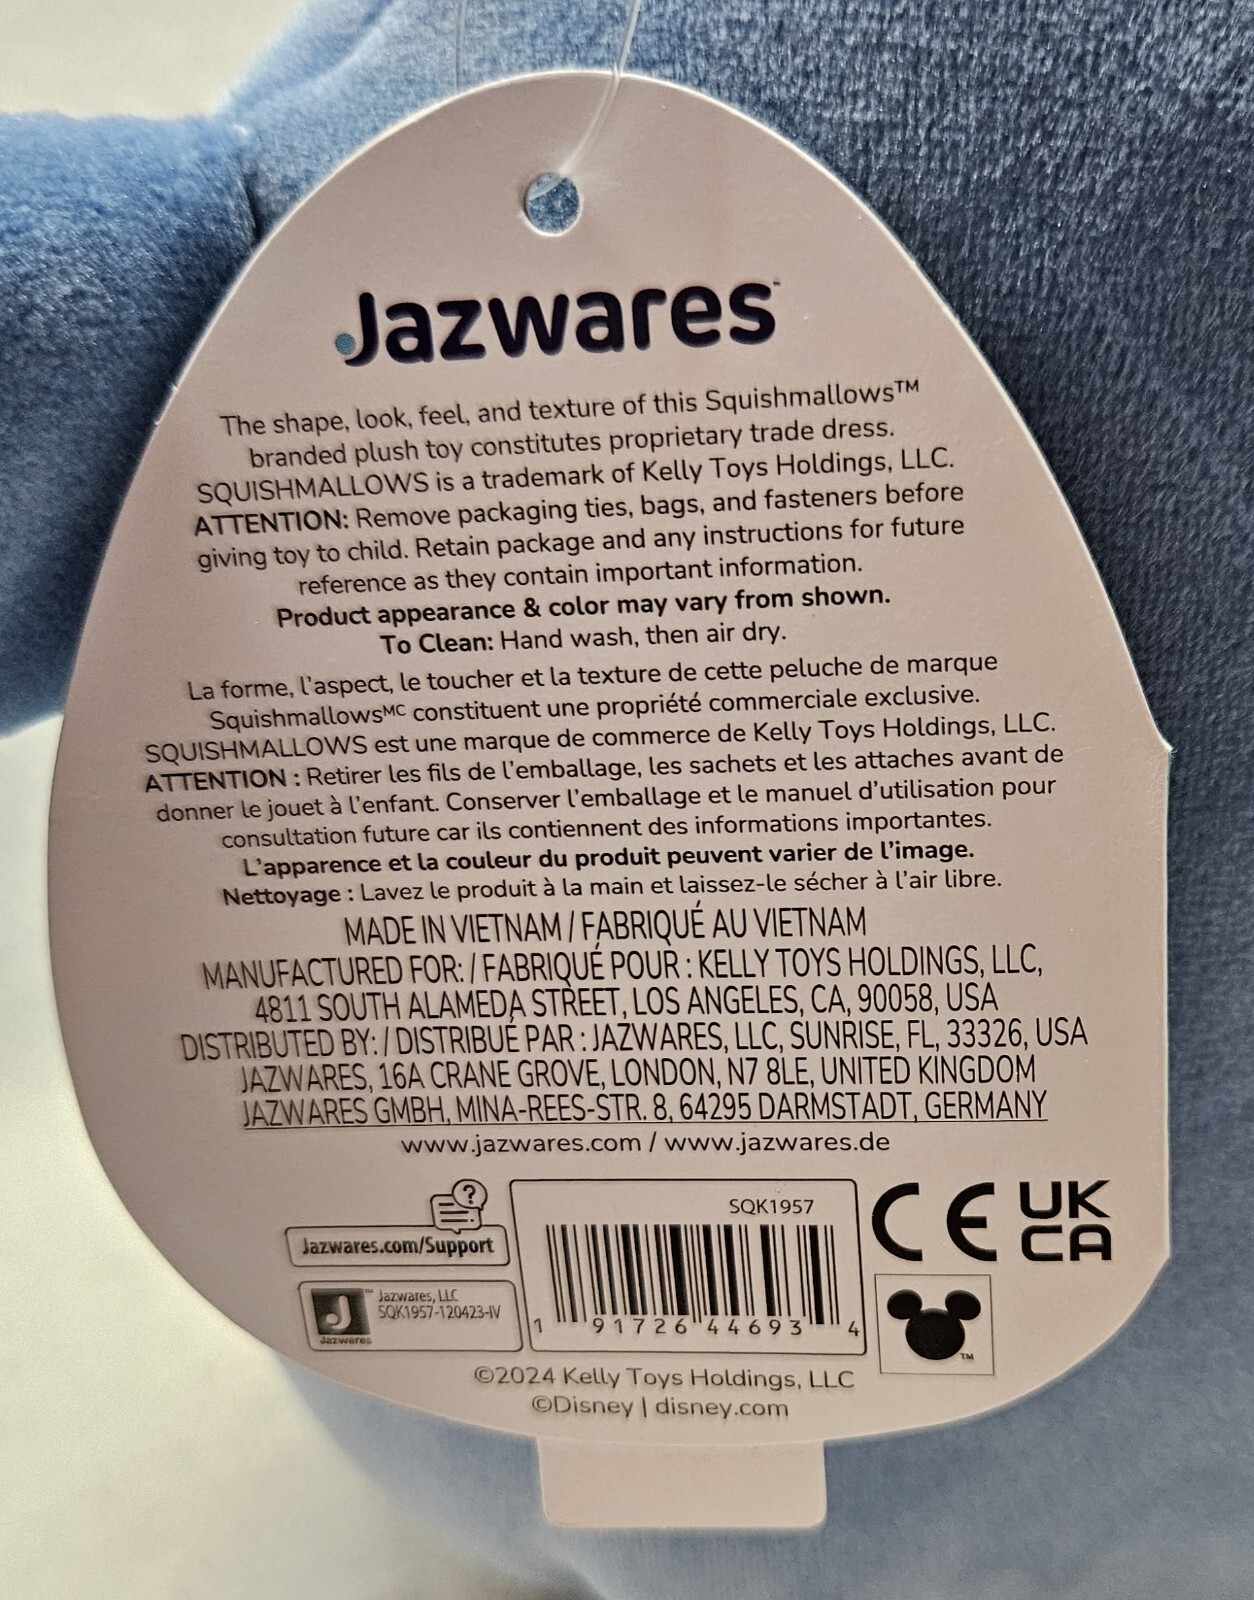 Jazwares™
The shape, look, feel, and texture of this Squishmallows™
branded plush toy constitutes proprietary trade dress.
SQUISHMALLOWS is a trademark of Kelly Toys Holdings, LLC.
ATTENTION: Remove packaging ties, bags, and fasteners before
giving toy to child. Retain package and any instructions for future
reference as they contain important information.
Product appearance & color may vary from shown.
To Clean: Hand wash, then air dry.
La forme, l'aspect, le toucher et la texture de cette peluche de marque
Squishmallowsᴹᶜ constituent une propriété commerciale exclusive.
SQUISHMALLOWS est une marque de commerce de Kelly Toys Holdings, LLC.
ATTENTION : Retirer les fils de l'emballage, les sachets et les attaches avant de
donner le jouet à l'enfant. Conserver l'emballage et le manuel d'utilisation pour
consultation future car ils contiennent des informations importantes.
L'apparence et la couleur du produit peuvent varier de l'image.
Nettoyage : Lavez le produit à la main et laissez-le sécher à l'air libre.
MADE IN VIETNAM / FABRIQUÉ AU VIETNAM
MANUFACTURED FOR: / FABRIQUÉ POUR : KELLY TOYS HOLDINGS, LLC,
4811 SOUTH ALAMEDA STREET, LOS ANGELES, CA, 90058, USA
DISTRIBUTED BY: / DISTRIBUÉ PAR : JAZWARES, LLC, SUNRISE, FL, 33326, USA
JAZWARES, 16A CRANE GROVE, LONDON, N7 8LE, UNITED KINGDOM
JAZWARES GMBH, MINA-REES-STR. 8, 64295 DARMSTADT, GERMANY
www.jazwares.com / www.jazwares.de
?
Jazwares.com/Support
J™
Jazwares
Jazwares, LLC
SQK1957-120423-IV
SQK1957
1 91726 44693 4
CE
UK
CA
™
©2024 Kelly Toys Holdings, LLC
©Disney | disney.com